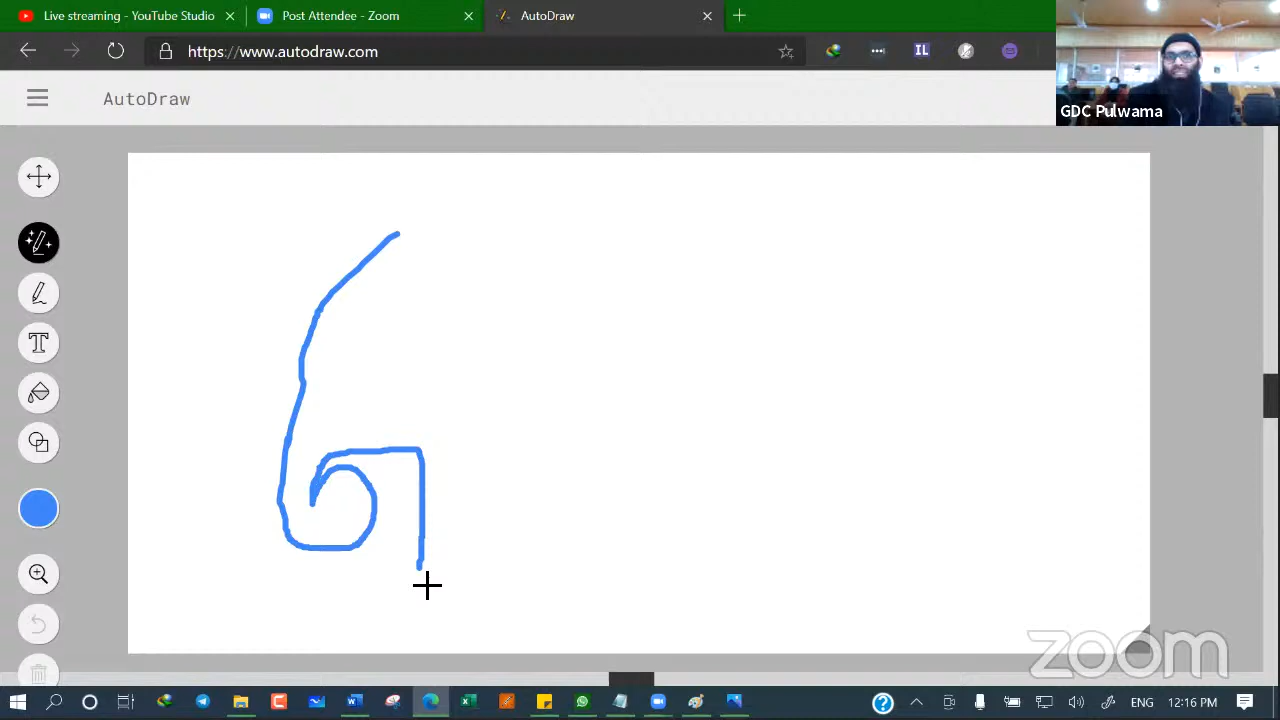 Live streaming - YouTube Studio
Post Attendee - Zoom
AutoDraw
https://www.autodraw.com
IL
GDC Pulwama
AutoDraw
T
zoom
ENG
12:16 PM